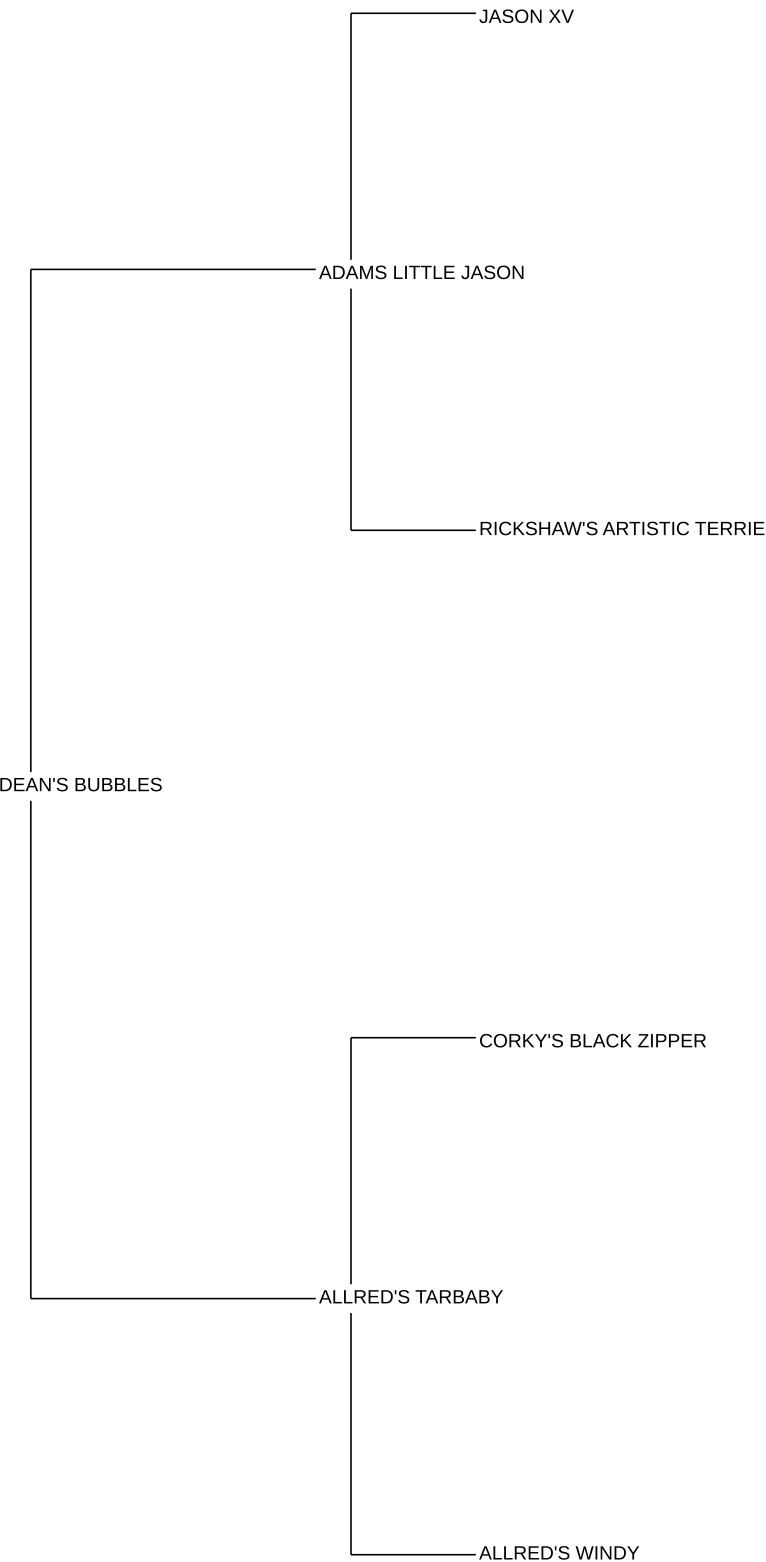 JASON XV
ADAMS LITTLE JASON
RICKSHAW'S ARTISTIC TERRIE
DEAN'S BUBBLES
CORKY'S BLACK ZIPPER
ALLRED'S TARBABY
ALLRED'S WINDY